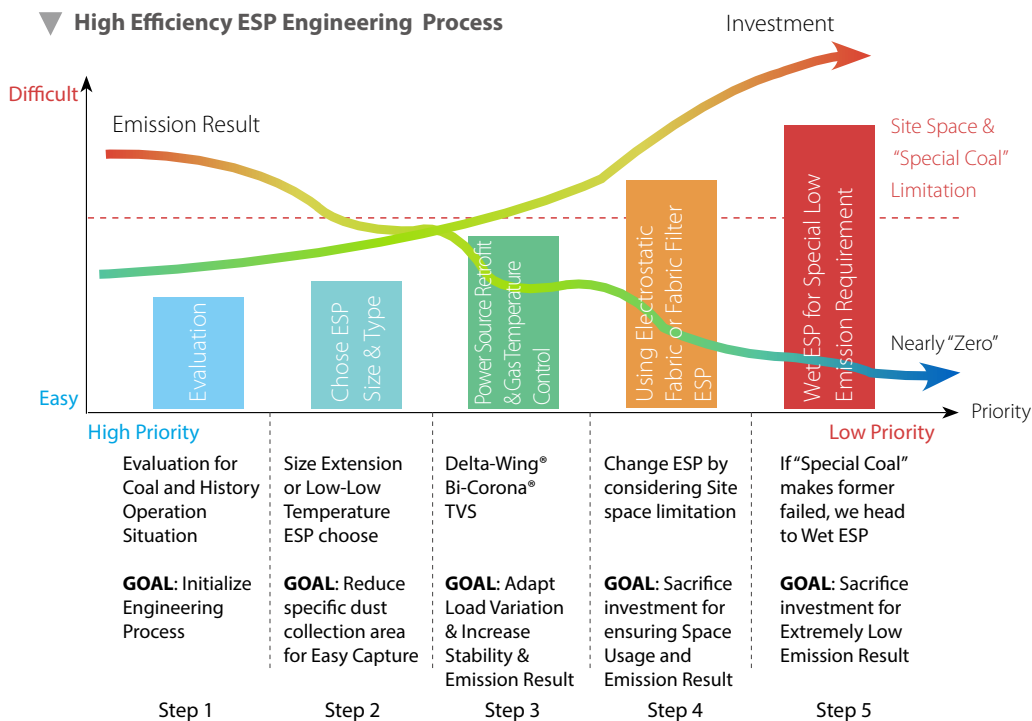 High Efficiency ESP Engineering Process
Investment
Difficult
Emission Result
Site Space &
"Special Coal"
Limitation
Evaluation
Chose ESP
Size & Type
Power Source Retrofit
& Gas Temperature
Control
Using Electrostatic
Fabric or Fabric Filter
ESP
Wet ESP for Special Low
Emission Requirement
Nearly "Zero"
Easy
Priority
High Priority
Low Priority
Evaluation for
Coal and History
Operation
Situation
GOAL: Initialize
Engineering
Process
Step 1
Size Extension
or Low-Low
Temperature
ESP choose
GOAL: Reduce
specific dust
collection area
for Easy Capture
Step 2
Delta-Wing®
Bi-Corona®
TVS
GOAL: Adapt
Load Variation
& Increase
Stability &
Emission Result
Step 3
Change ESP by
considering Site
space limitation
GOAL: Sacrifice
investment for
ensuring Space
Usage and
Emission Result
Step 4
If "Special Coal"
makes former
failed, we head
to Wet ESP
GOAL: Sacrifice
investment for
Extremely Low
Emission Result
Step 5